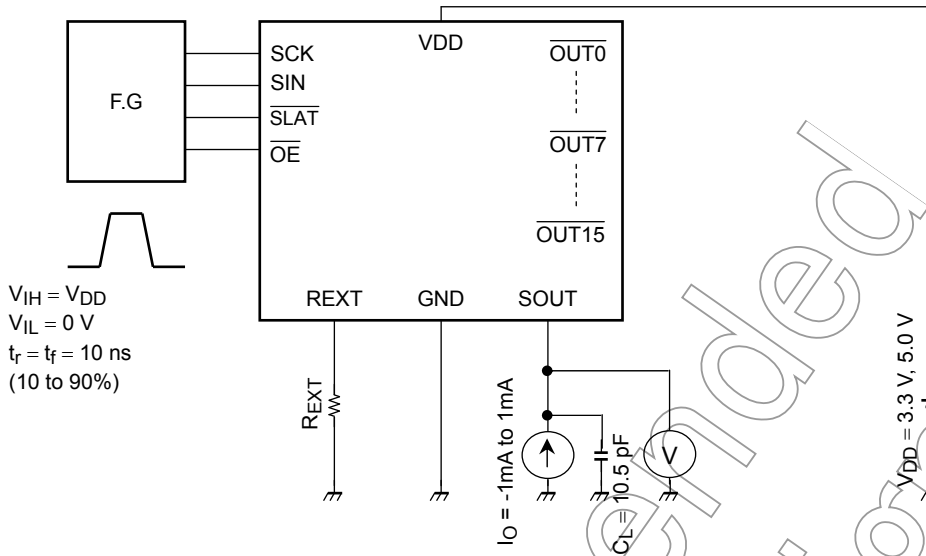 VDD
SCK
SIN
SLAT
OE
F.G
OUT0
OUT7
OUT15
VIH = VDD
VIL = 0 V
tr = tf = 10 ns
(10 to 90%)
REXT
GND
SOUT
REXT
IO = -1mA to 1mA
CL = 10.5 pF
V
VDD = 3.3 V, 5.0 V
ended